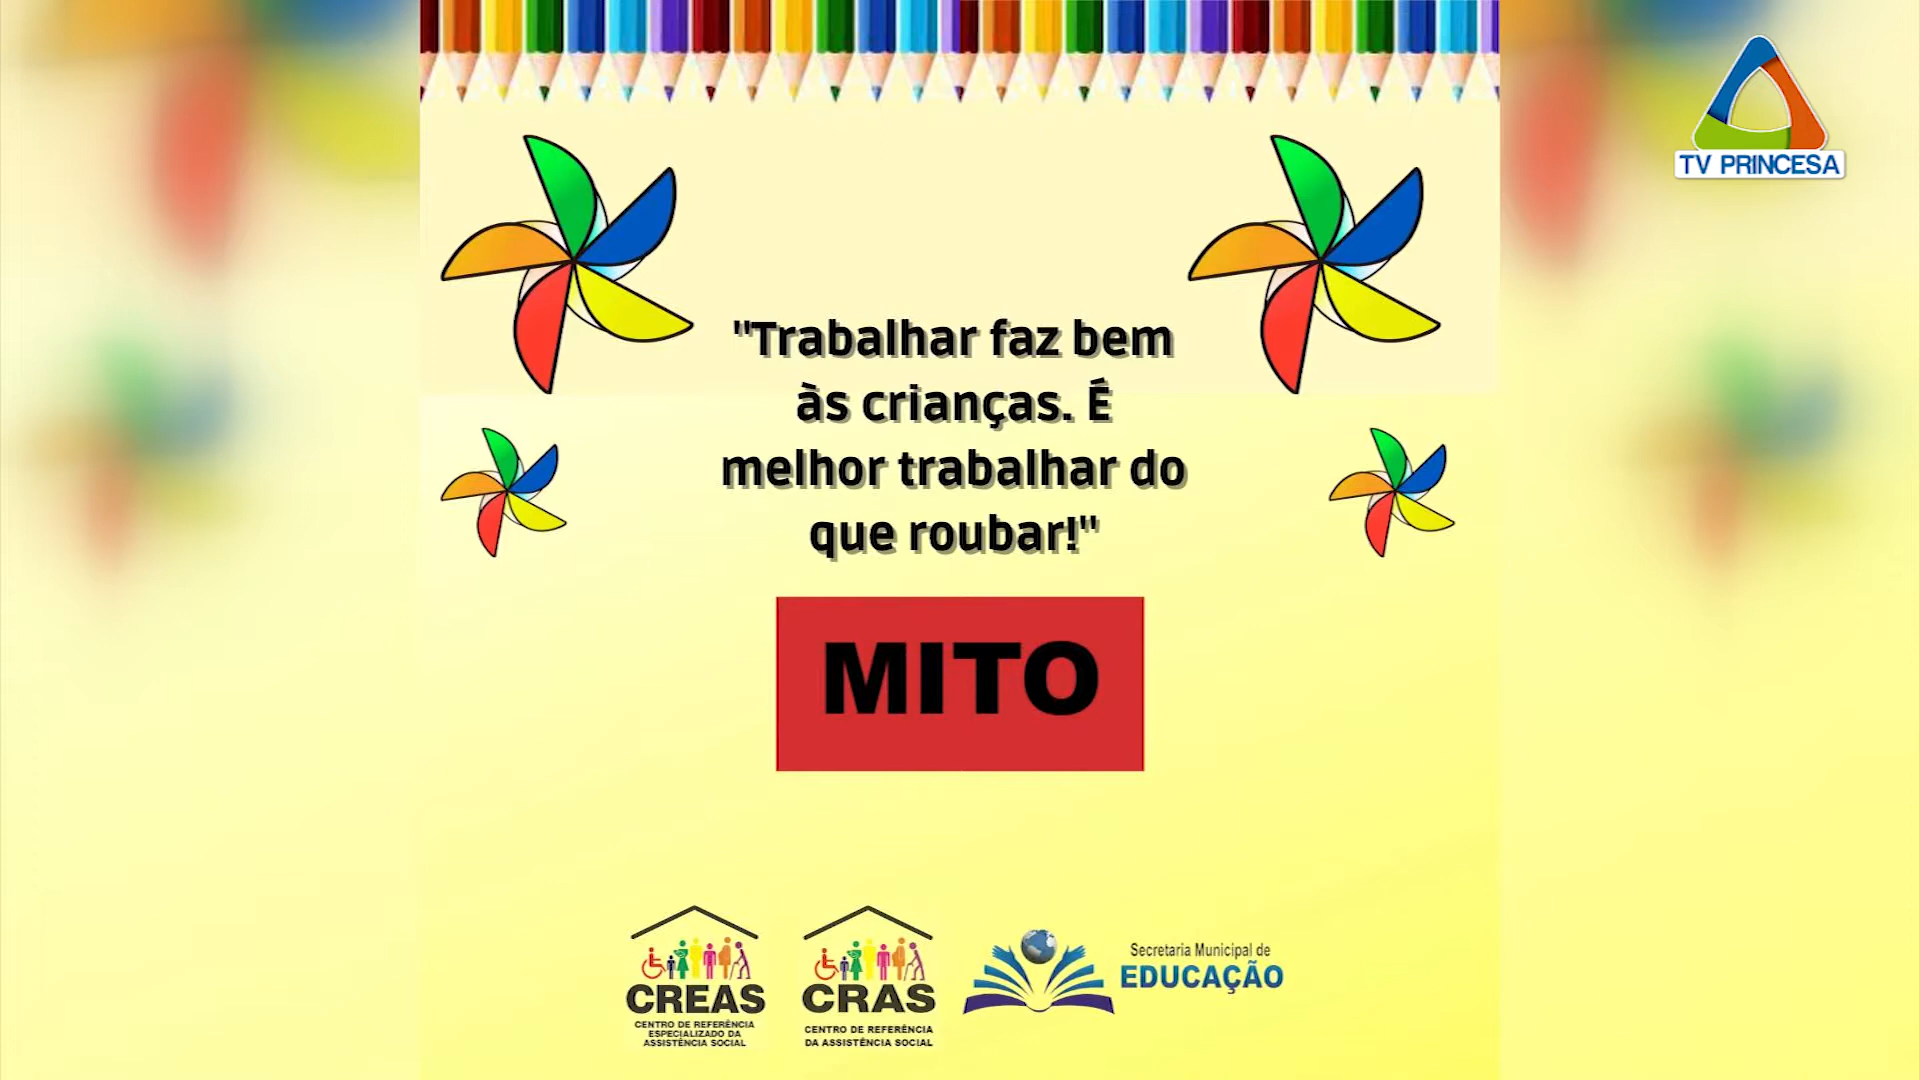 TV PRINCESA
"Trabalhar faz bem
às crianças. É
melhor trabalhar do
que roubar!"
MITO
CREAS
CENTRO DE REFERÊNCIA
ESPECIALIZADO DA
ASSISTÊNCIA SOCIAL
CRAS
CENTRO DE REFERÊNCIA
DA ASSISTÊNCIA SOCIAL
Secretaria Municipal de
EDUCAÇÃO